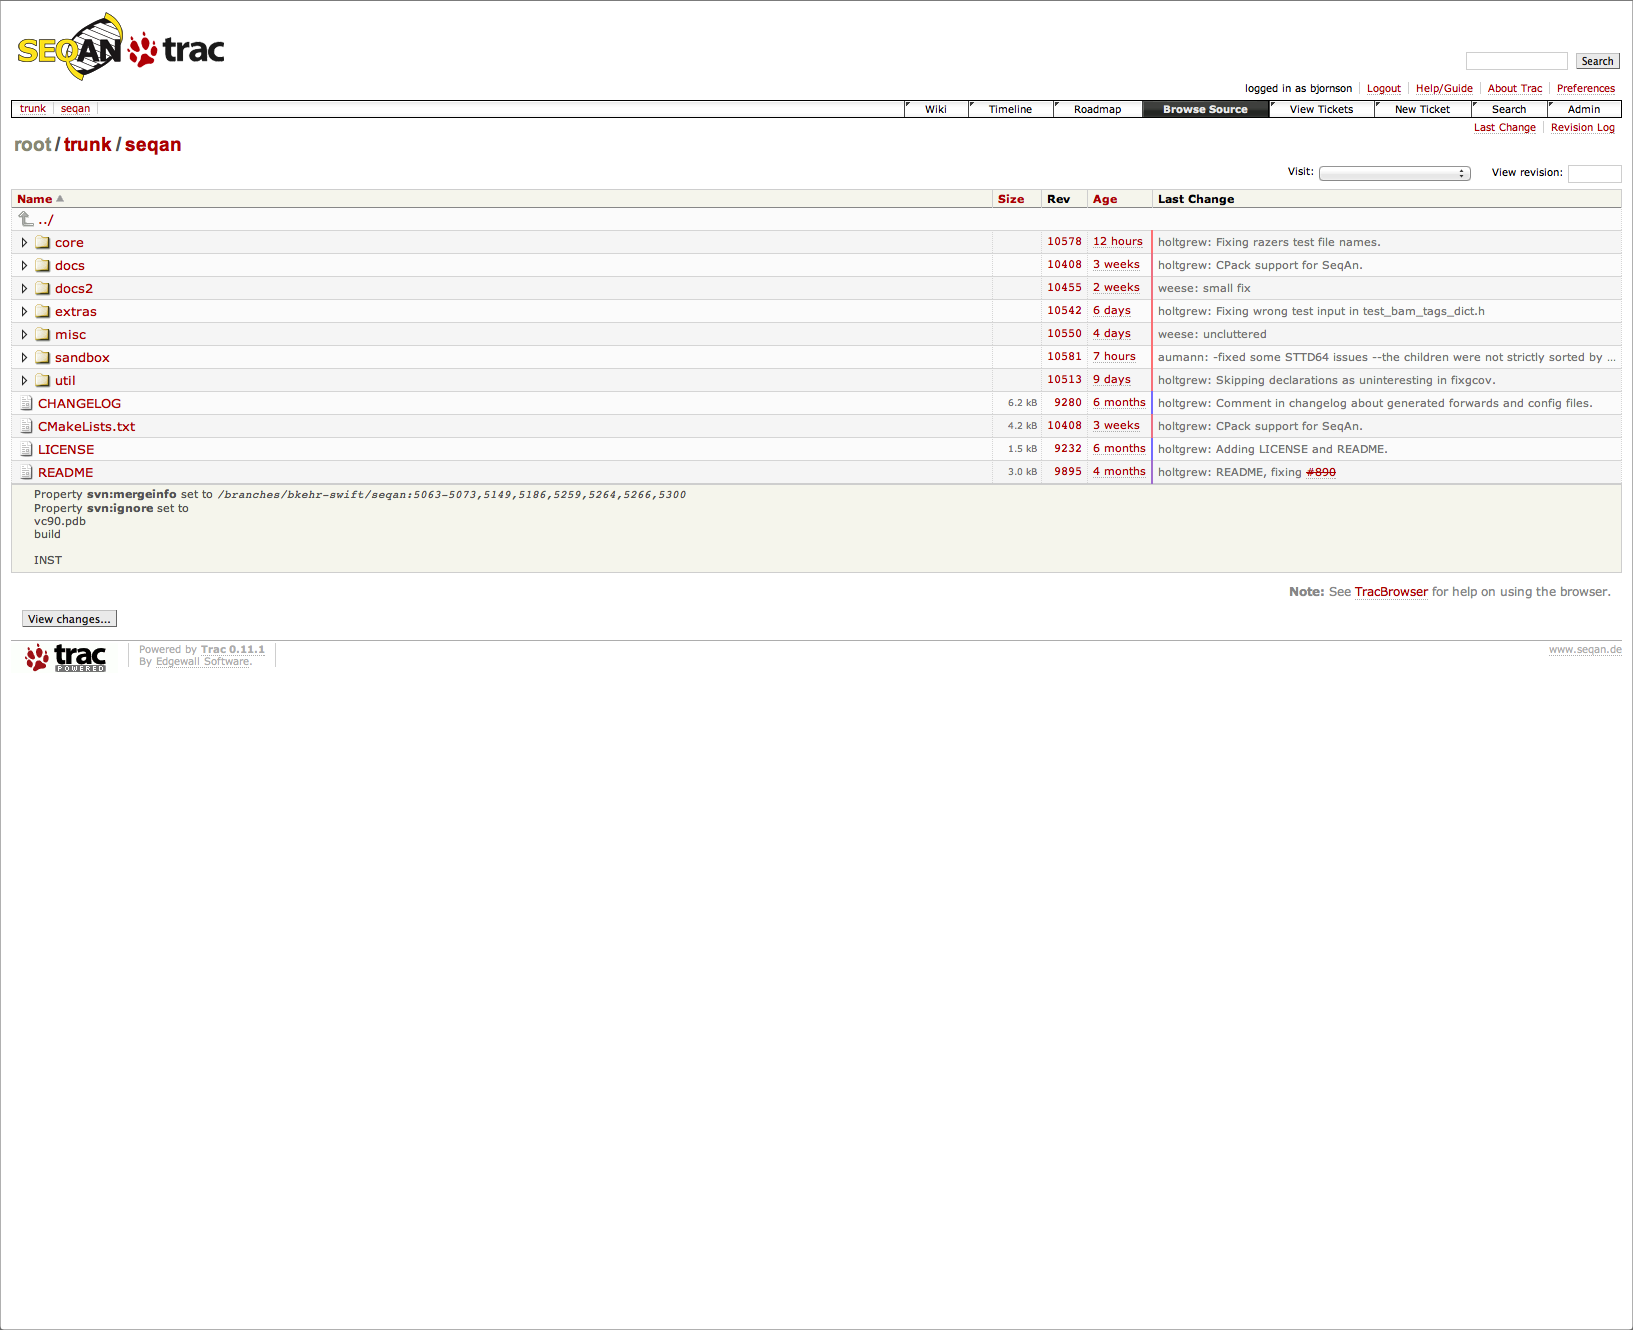 SEQAN trac
Search
logged in as bjornson Logout Help/Guide About Trac Preferences
trunk seqan Wiki Timeline Roadmap Browse Source View Tickets New Ticket Search Admin
Last Change Revision Log
root / trunk / seqan
Visit: View revision:
Name Size Rev Age Last Change
../
core 10578 12 hours holtgrew: Fixing razers test file names.
docs 10408 3 weeks holtgrew: CPack support for SeqAn.
docs2 10455 2 weeks weese: small fix
extras 10542 6 days holtgrew: Fixing wrong test input in test_bam_tags_dict.h
misc 10550 4 days weese: uncluttered
sandbox 10581 7 hours aumann: -fixed some STTD64 issues --the children were not strictly sorted by ...
util 10513 9 days holtgrew: Skipping declarations as uninteresting in fixgcov.
CHANGELOG 6.2 kB 9280 6 months holtgrew: Comment in changelog about generated forwards and config files.
CMakeLists.txt 4.2 kB 10408 3 weeks holtgrew: CPack support for SeqAn.
LICENSE 1.5 kB 9232 6 months holtgrew: Adding LICENSE and README.
README 3.0 kB 9895 4 months holtgrew: README, fixing #890
Property svn:mergeinfo set to /branches/bkehr-swift/seqan:5063-5073,5149,5186,5259,5264,5266,5300
Property svn:ignore set to
vc90.pdb
build
INST
Note: See TracBrowser for help on using the browser.
View changes...
trac POWERED
Powered by Trac 0.11.1
By Edgewall Software.
www.seqan.de